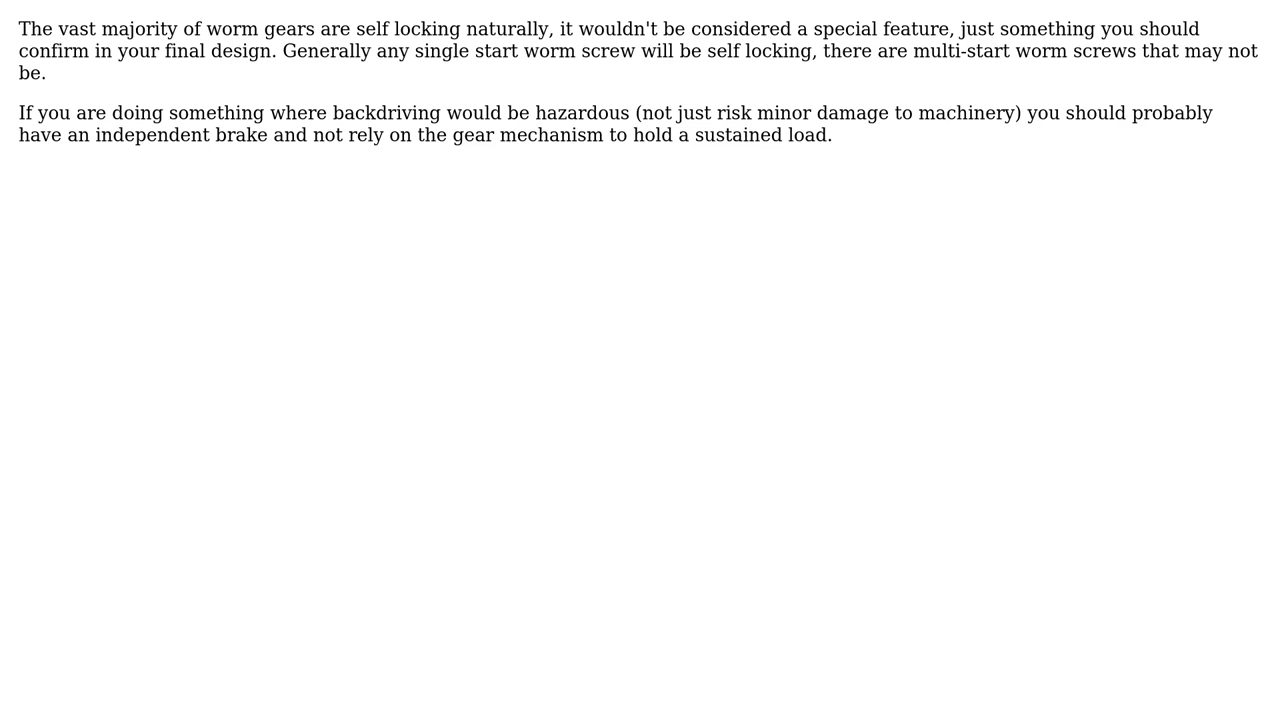 The vast majority of worm gears are self locking naturally, it wouldn't be considered a special feature, just something you should
confirm in your final design. Generally any single start worm screw will be self locking, there are multi-start worm screws that may not
be.
If you are doing something where backdriving would be hazardous (not just risk minor damage to machinery) you should probably
have an independent brake and not rely on the gear mechanism to hold a sustained load.